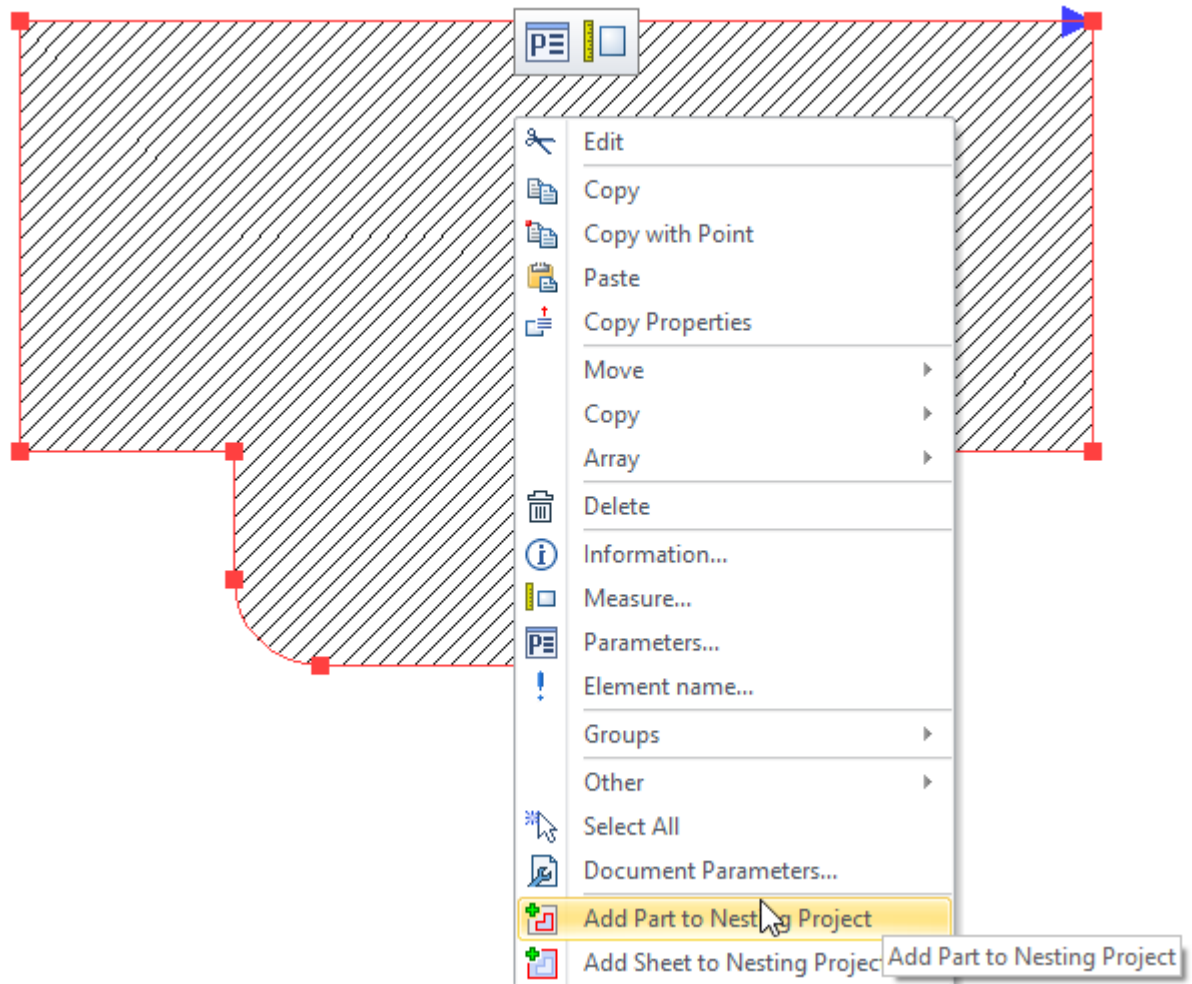 Edit
Copy
Copy with Point
Paste
Copy Properties
Move
Copy
Array
Delete
Information...
Measure...
Parameters...
Element name...
Groups
Other
Select All
Document Parameters...
Add Part to Nesting Project
Add Sheet to Nesting Project
Add Part to Nesting Project